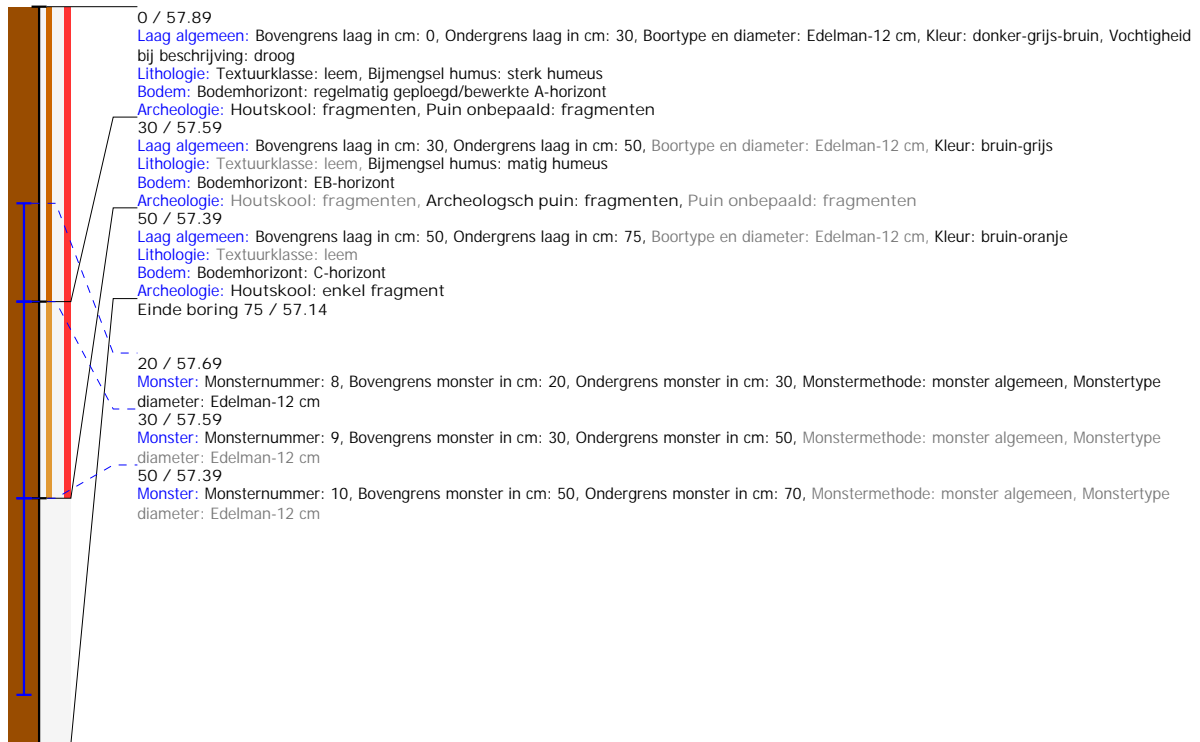 0 / 57.89
Laag algemeen: Bovengrens laag in cm: 0, Ondergrens laag in cm: 30, Boortype en diameter: Edelman-12 cm, Kleur: donker-grijs-bruin, Vochtigheid
bij beschrijving: droog
Lithologie: Textuurklasse: leem, Bijmengsel humus: sterk humeus
Bodem: Bodemhorizont: regelmatig geploegd/bewerkte A-horizont
Archeologie: Houtskool: fragmenten, Puin onbepaald: fragmenten
30 / 57.59
Laag algemeen: Bovengrens laag in cm: 30, Ondergrens laag in cm: 50, Boortype en diameter: Edelman-12 cm, Kleur: bruin-grijs
Lithologie: Textuurklasse: leem, Bijmengsel humus: matig humeus
Bodem: Bodemhorizont: EB-horizont
Archeologie: Houtskool: fragmenten, Archeologsch puin: fragmenten, Puin onbepaald: fragmenten
50 / 57.39
Laag algemeen: Bovengrens laag in cm: 50, Ondergrens laag in cm: 75, Boortype en diameter: Edelman-12 cm, Kleur: bruin-oranje
Lithologie: Textuurklasse: leem
Bodem: Bodemhorizont: C-horizont
Archeologie: Houtskool: enkel fragment
Einde boring 75 / 57.14
20 / 57.69
Monster: Monsternummer: 8, Bovengrens monster in cm: 20, Ondergrens monster in cm: 30, Monstermethode: monster algemeen, Monstertype
diameter: Edelman-12 cm
30 / 57.59
Monster: Monsternummer: 9, Bovengrens monster in cm: 30, Ondergrens monster in cm: 50, Monstermethode: monster algemeen, Monstertype
diameter: Edelman-12 cm
50 / 57.39
Monster: Monsternummer: 10, Bovengrens monster in cm: 50, Ondergrens monster in cm: 70, Monstermethode: monster algemeen, Monstertype
diameter: Edelman-12 cm